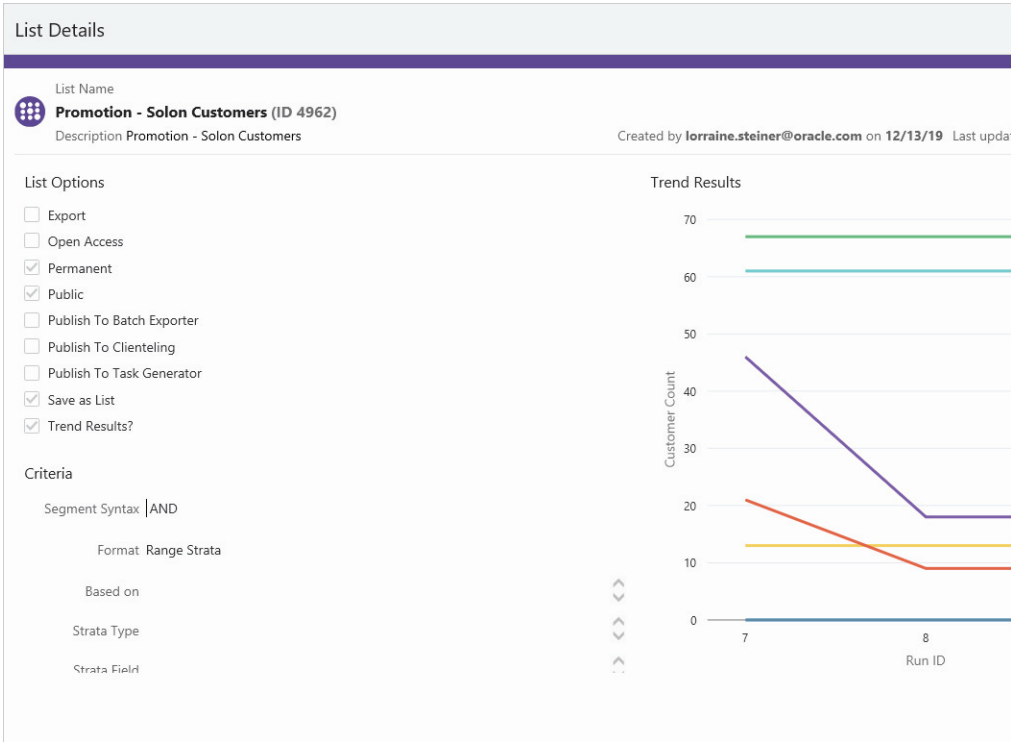 List Details
List Name
Promotion - Solon Customers (ID 4962)
Description Promotion - Solon Customers
Created by lorraine.steiner@oracle.com on 12/13/19 Last updat
List Options
Export
Open Access
Permanent
Public
Publish To Batch Exporter
Publish To Clienteling
Publish To Task Generator
Save as List
Trend Results?
Criteria
Segment Syntax AND
Format Range Strata
Based on
Strata Type
Strata Field
Trend Results
70
60
50
40
30
20
10
0
Customer Count
7 8
Run ID